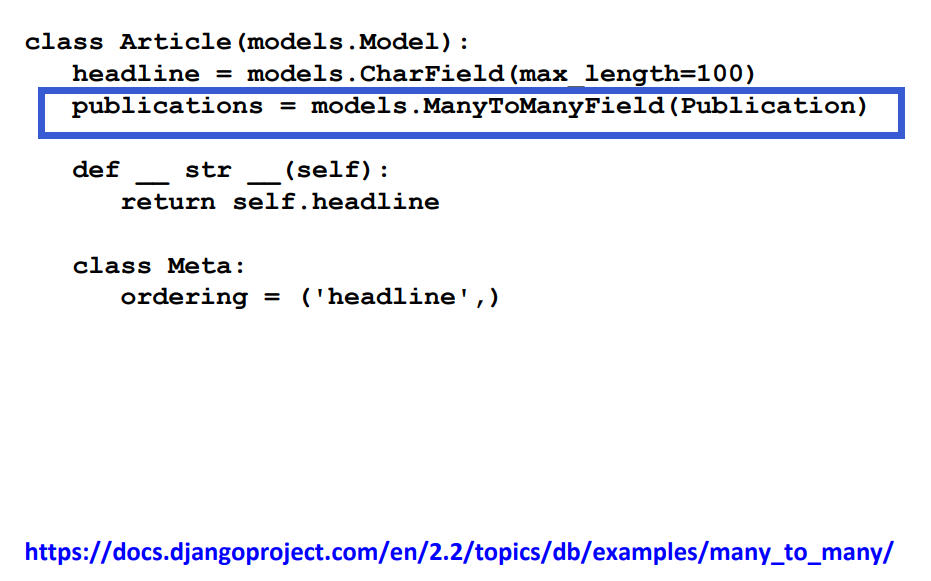 class Article(models.Model):
headline = models.CharField(max_length=100)
publications = models.ManyToManyField(Publication)
def __ str __(self):
return self.headline
class Meta:
ordering = ('headline',)
https://docs.djangoproject.com/en/2.2/topics/db/examples/many_to_many/